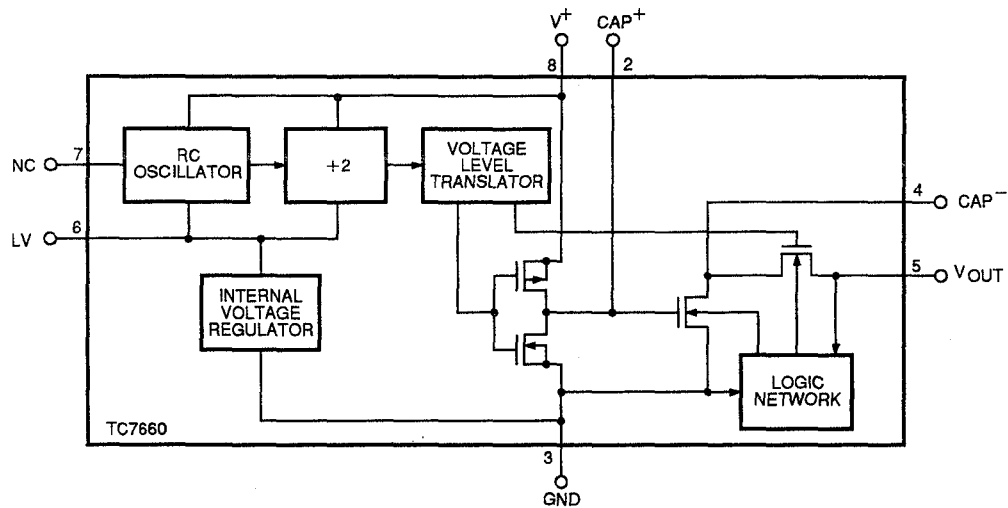 V+ CAP+
8 2
NC 7
RC
OSCILLATOR
+2
VOLTAGE
LEVEL
TRANSLATOR
4 CAP−
LV 6
5 VOUT
INTERNAL
VOLTAGE
REGULATOR
LOGIC
NETWORK
TC7660
3
GND